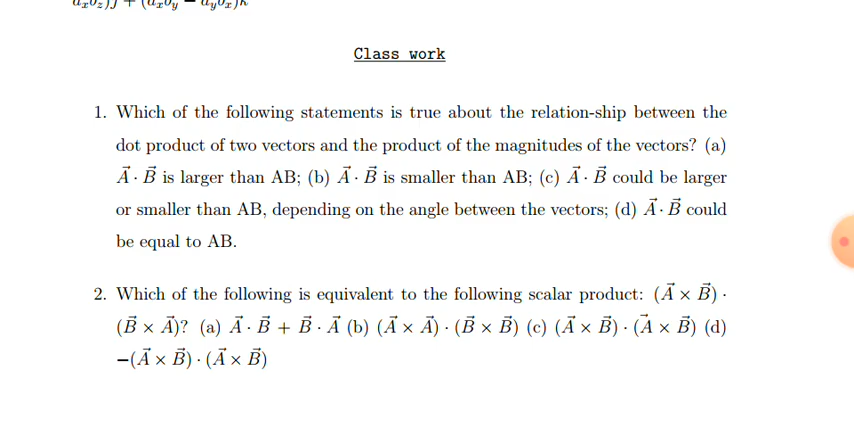 Class work
1. Which of the following statements is true about the relation-ship between the
dot product of two vectors and the product of the magnitudes of the vectors? (a)
A⃗ · B⃗ is larger than AB; (b) A⃗ · B⃗ is smaller than AB; (c) A⃗ · B⃗ could be larger
or smaller than AB, depending on the angle between the vectors; (d) A⃗ · B⃗ could
be equal to AB.
2. Which of the following is equivalent to the following scalar product: (A⃗ × B⃗) ·
(B⃗ × A⃗)? (a) A⃗ · B⃗ + B⃗ · A⃗ (b) (A⃗ × A⃗) · (B⃗ × B⃗) (c) (A⃗ × B⃗) · (A⃗ × B⃗) (d)
−(A⃗ × B⃗) · (A⃗ × B⃗)